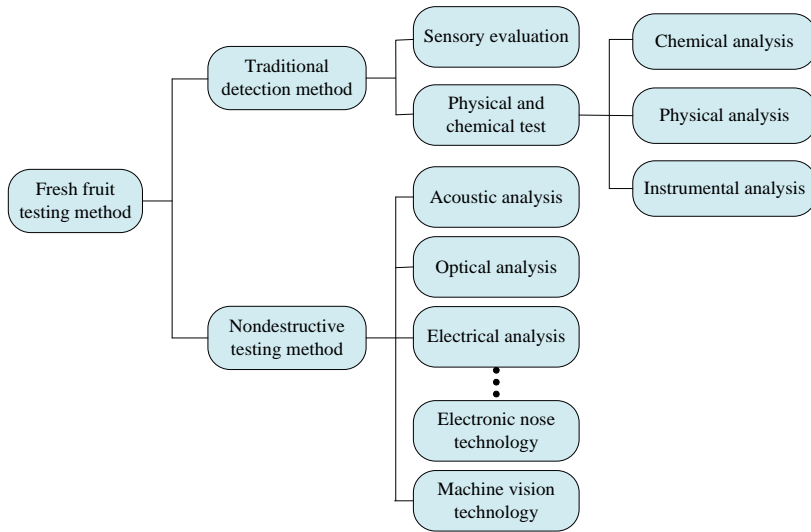 Fresh fruit
testing method
Traditional
detection method
Sensory evaluation
Physical and
chemical test
Chemical analysis
Physical analysis
Instrumental analysis
Nondestructive
testing method
Acoustic analysis
Optical analysis
Electrical analysis
Electronic nose
technology
Machine vision
technology